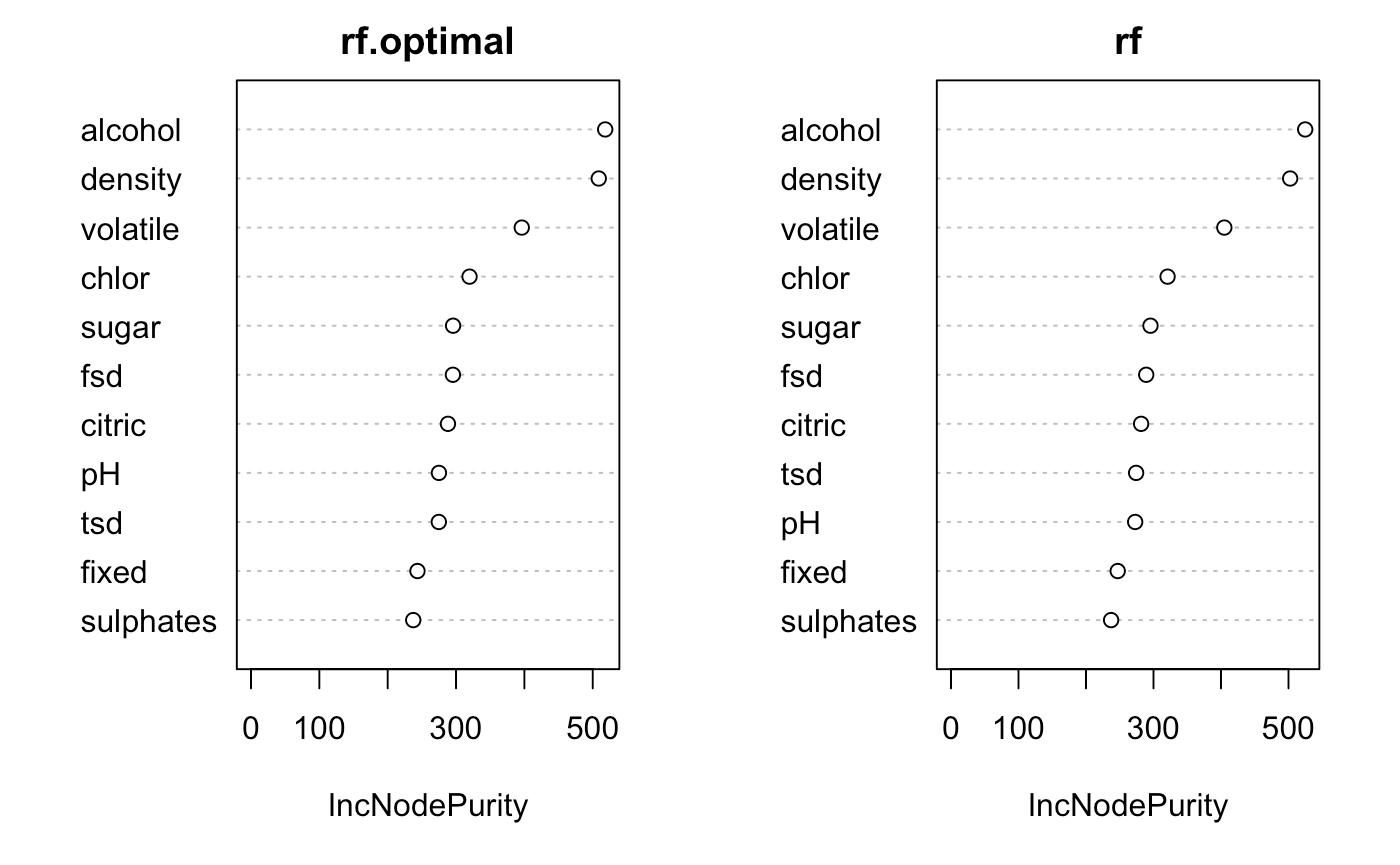 rf.optimal
alcohol
density
volatile
chlor
sugar
fsd
citric
pH
tsd
fixed
sulphates
0 100 300 500
IncNodePurity
rf
alcohol
density
volatile
chlor
sugar
fsd
citric
tsd
pH
fixed
sulphates
0 100 300 500
IncNodePurity